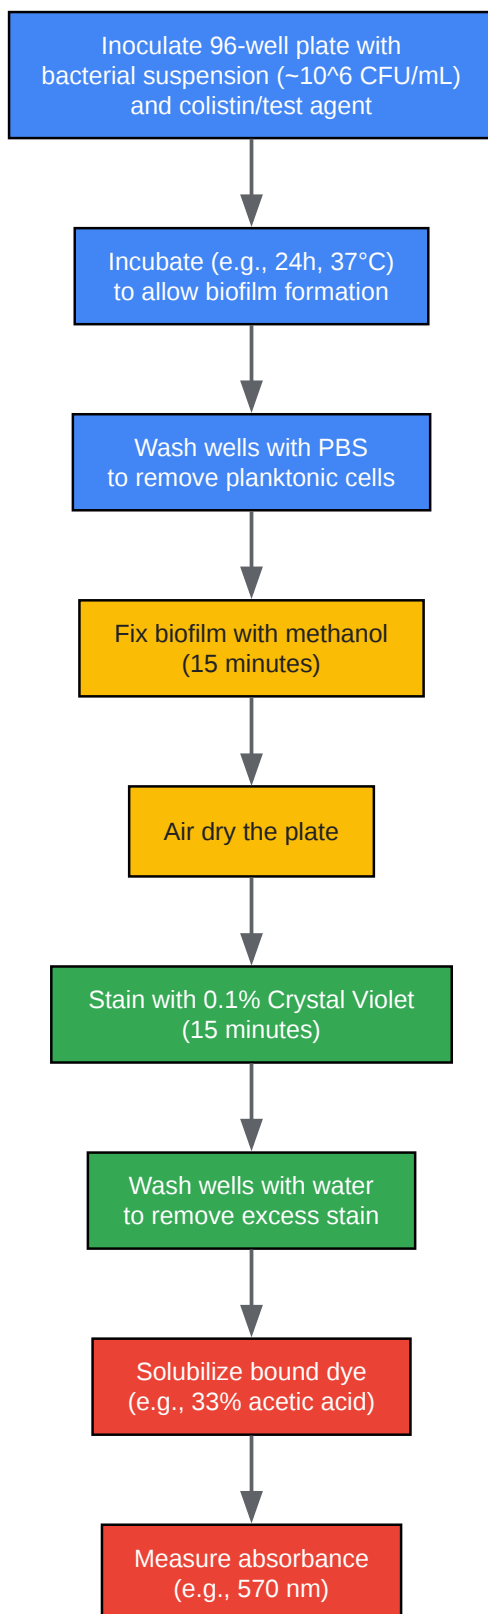 Inoculate 96-well plate with
bacterial suspension (~10^6 CFU/mL)
and colistin/test agent
Incubate (e.g., 24h, 37°C)
to allow biofilm formation
Wash wells with PBS
to remove planktonic cells
Fix biofilm with methanol
(15 minutes)
Air dry the plate
Stain with 0.1% Crystal Violet
(15 minutes)
Wash wells with water
to remove excess stain
Solubilize bound dye
(e.g., 33% acetic acid)
Measure absorbance
(e.g., 570 nm)